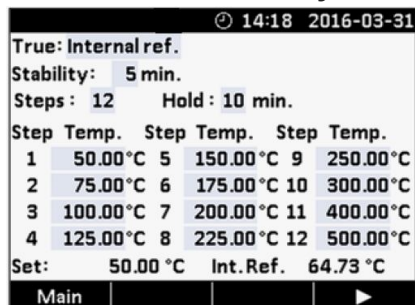 14:18 2016-03-31
True: Internal ref.
Stability: 5 min.
Steps: 12 Hold: 10 min.
Step Temp. Step Temp. Step Temp.
1 50.00°C 5 150.00°C 9 250.00°C
2 75.00°C 6 175.00°C 10 300.00°C
3 100.00°C 7 200.00°C 11 400.00°C
4 125.00°C 8 225.00°C 12 500.00°C
Set: 50.00 °C Int.Ref. 64.73 °C
Main